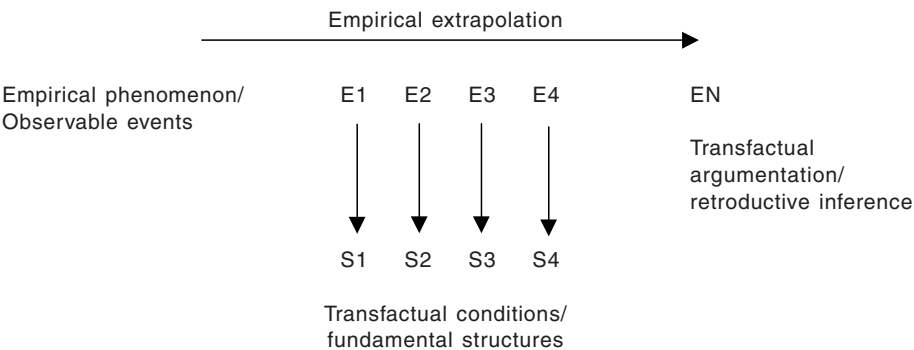 Empirical extrapolation
Empirical phenomenon/
Observable events
E1 E2 E3 E4 EN
Transfactual
argumentation/
retroductive inference
S1 S2 S3 S4
Transfactual conditions/
fundamental structures